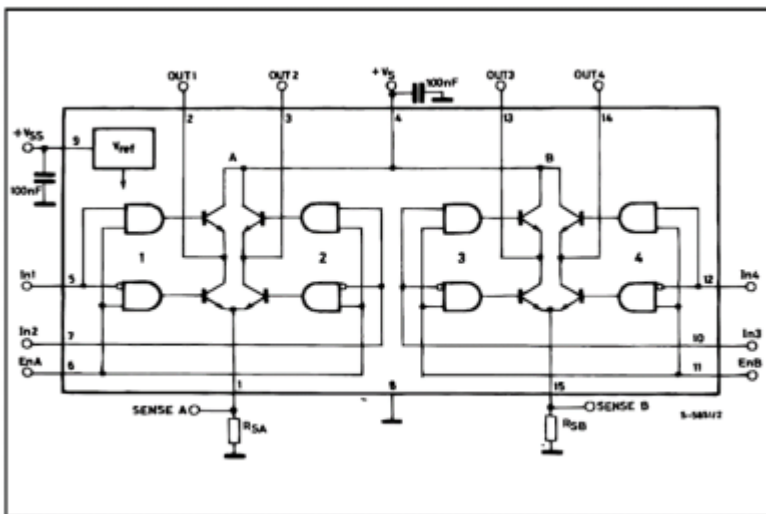 OUT1 OUT2 +VS 100nF OUT3 OUT4
2 3 4 13 14
+VSS 9 Vref A B
100nF
1 2 3 4
In1 5 12 In4
In2 7 10 In3
EnA 6 11 EnB
1 8 15
SENSE A SENSE B
RSA RSB